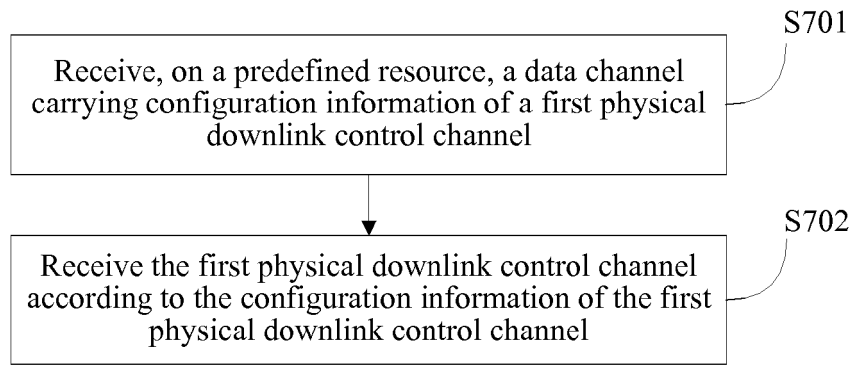 S701
Receive, on a predefined resource, a data channel
carrying configuration information of a first physical
downlink control channel
S702
Receive the first physical downlink control channel
according to the configuration information of the first
physical downlink control channel